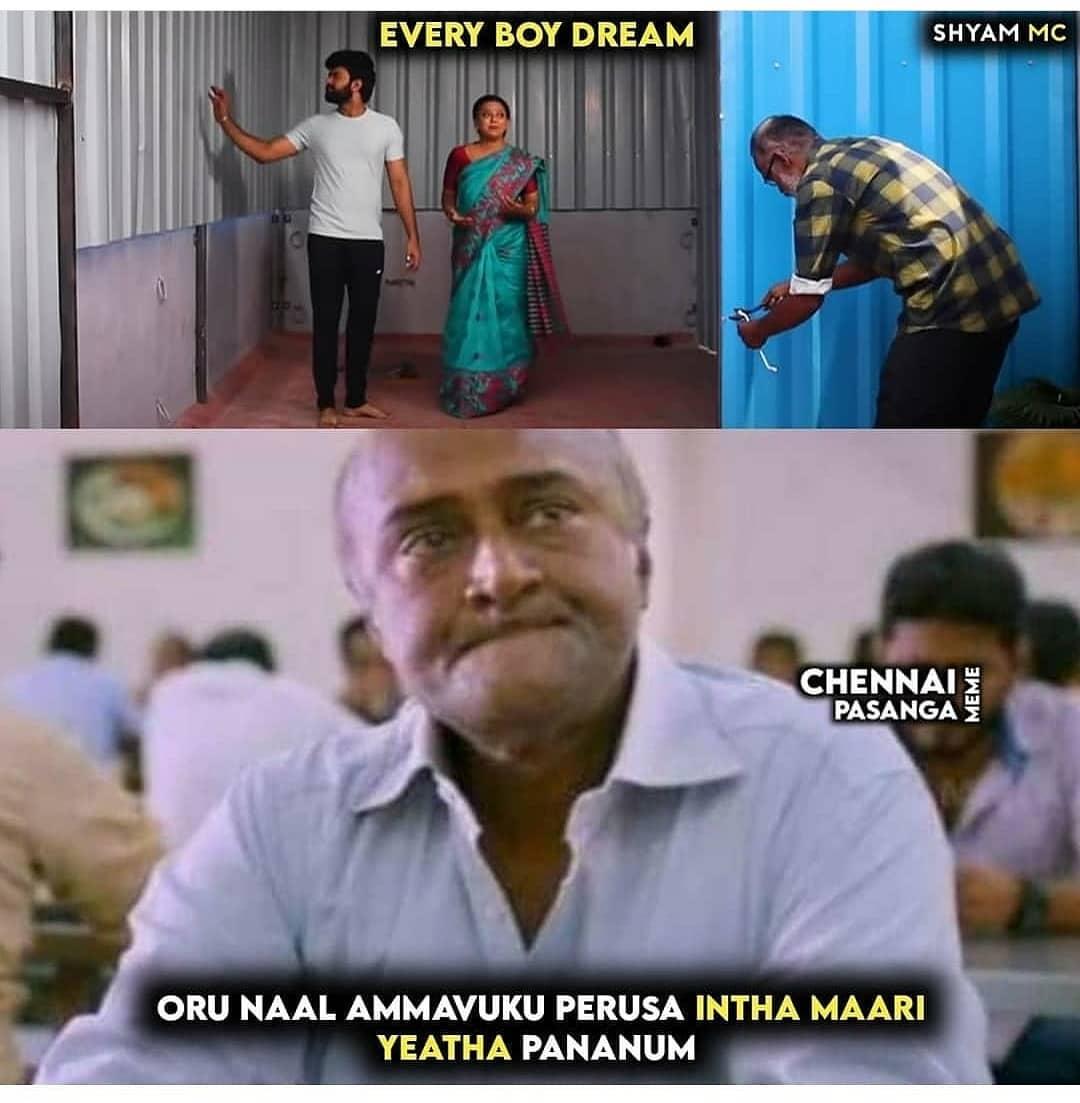 EVERY BOY DREAM
SHYAM MC
CHENNAI
PASANGA
MEME
ORU NAAL AMMAVUKU PERUSA INTHA MAARI
YEATHA PANANUM